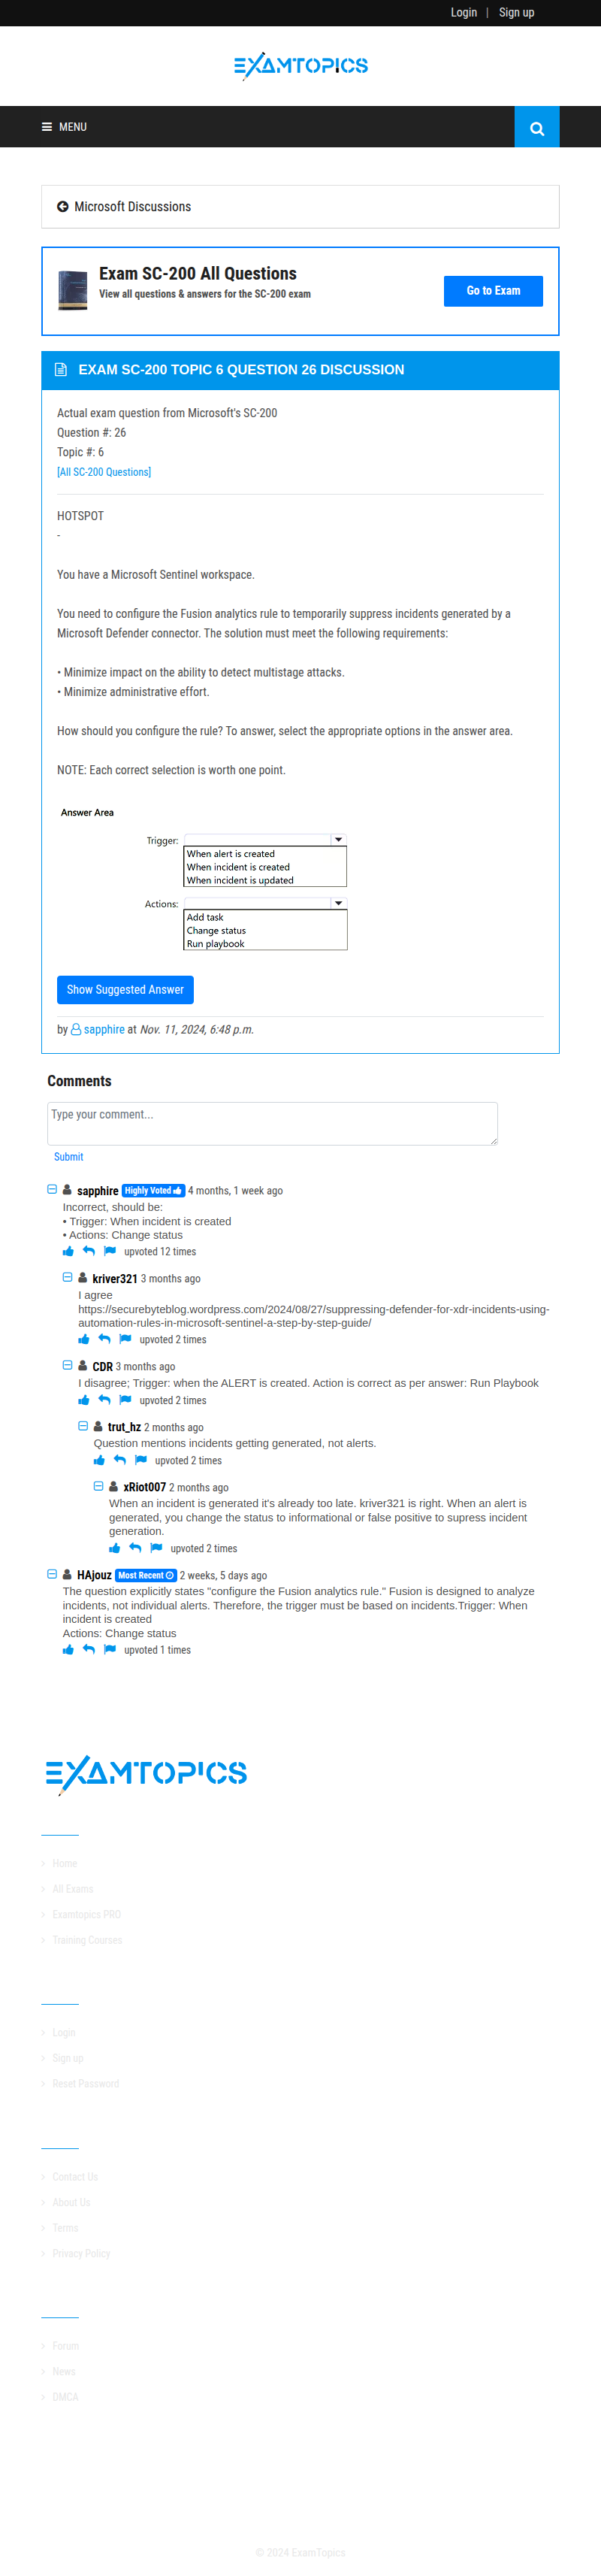 Login | Sign up
EXAMTOPICS
MENU
Microsoft Discussions
Exam SC-200 All Questions
View all questions & answers for the SC-200 exam
Go to Exam
EXAM SC-200 TOPIC 6 QUESTION 26 DISCUSSION
Actual exam question from Microsoft's SC-200
Question #: 26
Topic #: 6
[All SC-200 Questions]
HOTSPOT
-
You have a Microsoft Sentinel workspace.
You need to configure the Fusion analytics rule to temporarily suppress incidents generated by a
Microsoft Defender connector. The solution must meet the following requirements:
• Minimize impact on the ability to detect multistage attacks.
• Minimize administrative effort.
How should you configure the rule? To answer, select the appropriate options in the answer area.
NOTE: Each correct selection is worth one point.
Answer Area
Trigger:
When alert is created
When incident is created
When incident is updated
Actions:
Add task
Change status
Run playbook
Show Suggested Answer
by sapphire at Nov. 11, 2024, 6:48 p.m.
Comments
Type your comment...
Submit
sapphire Highly Voted 4 months, 1 week ago
Incorrect, should be:
• Trigger: When incident is created
• Actions: Change status
upvoted 12 times
kriver321 3 months ago
I agree
https://securebyteblog.wordpress.com/2024/08/27/suppressing-defender-for-xdr-incidents-using-
automation-rules-in-microsoft-sentinel-a-step-by-step-guide/
upvoted 2 times
CDR 3 months ago
I disagree; Trigger: when the ALERT is created. Action is correct as per answer: Run Playbook
upvoted 2 times
trut_hz 2 months ago
Question mentions incidents getting generated, not alerts.
upvoted 2 times
xRiot007 2 months ago
When an incident is generated it's already too late. kriver321 is right. When an alert is
generated, you change the status to informational or false positive to supress incident
generation.
upvoted 2 times
HAjouz Most Recent 2 weeks, 5 days ago
The question explicitly states "configure the Fusion analytics rule." Fusion is designed to analyze
incidents, not individual alerts. Therefore, the trigger must be based on incidents.Trigger: When
incident is created
Actions: Change status
upvoted 1 times
EXAMTOPICS
Home
All Exams
Examtopics PRO
Training Courses
Login
Sign up
Reset Password
Contact Us
About Us
Terms
Privacy Policy
Forum
News
DMCA
© 2024 ExamTopics